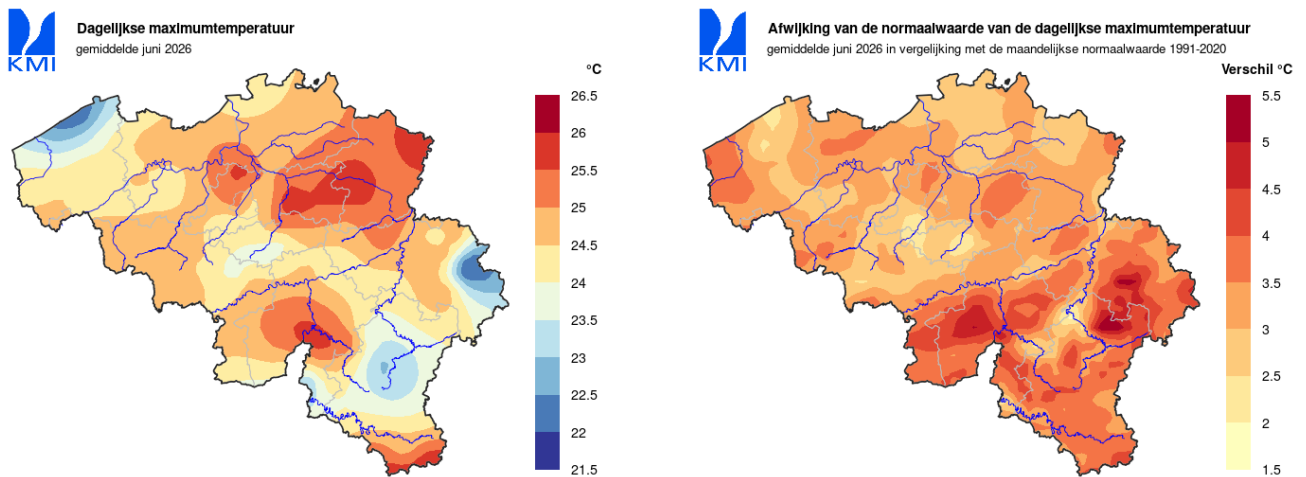 KMI
Dagelijkse maximumtemperatuur
gemiddelde juni 2026
°C
26.5
26
25.5
25
24.5
24
23.5
23
22.5
22
21.5
KMI
Afwijking van de normaalwaarde van de dagelijkse maximumtemperatuur
gemiddelde juni 2026 in vergelijking met de maandelijkse normaalwaarde 1991-2020
Verschil °C
5.5
5
4.5
4
3.5
3
2.5
2
1.5